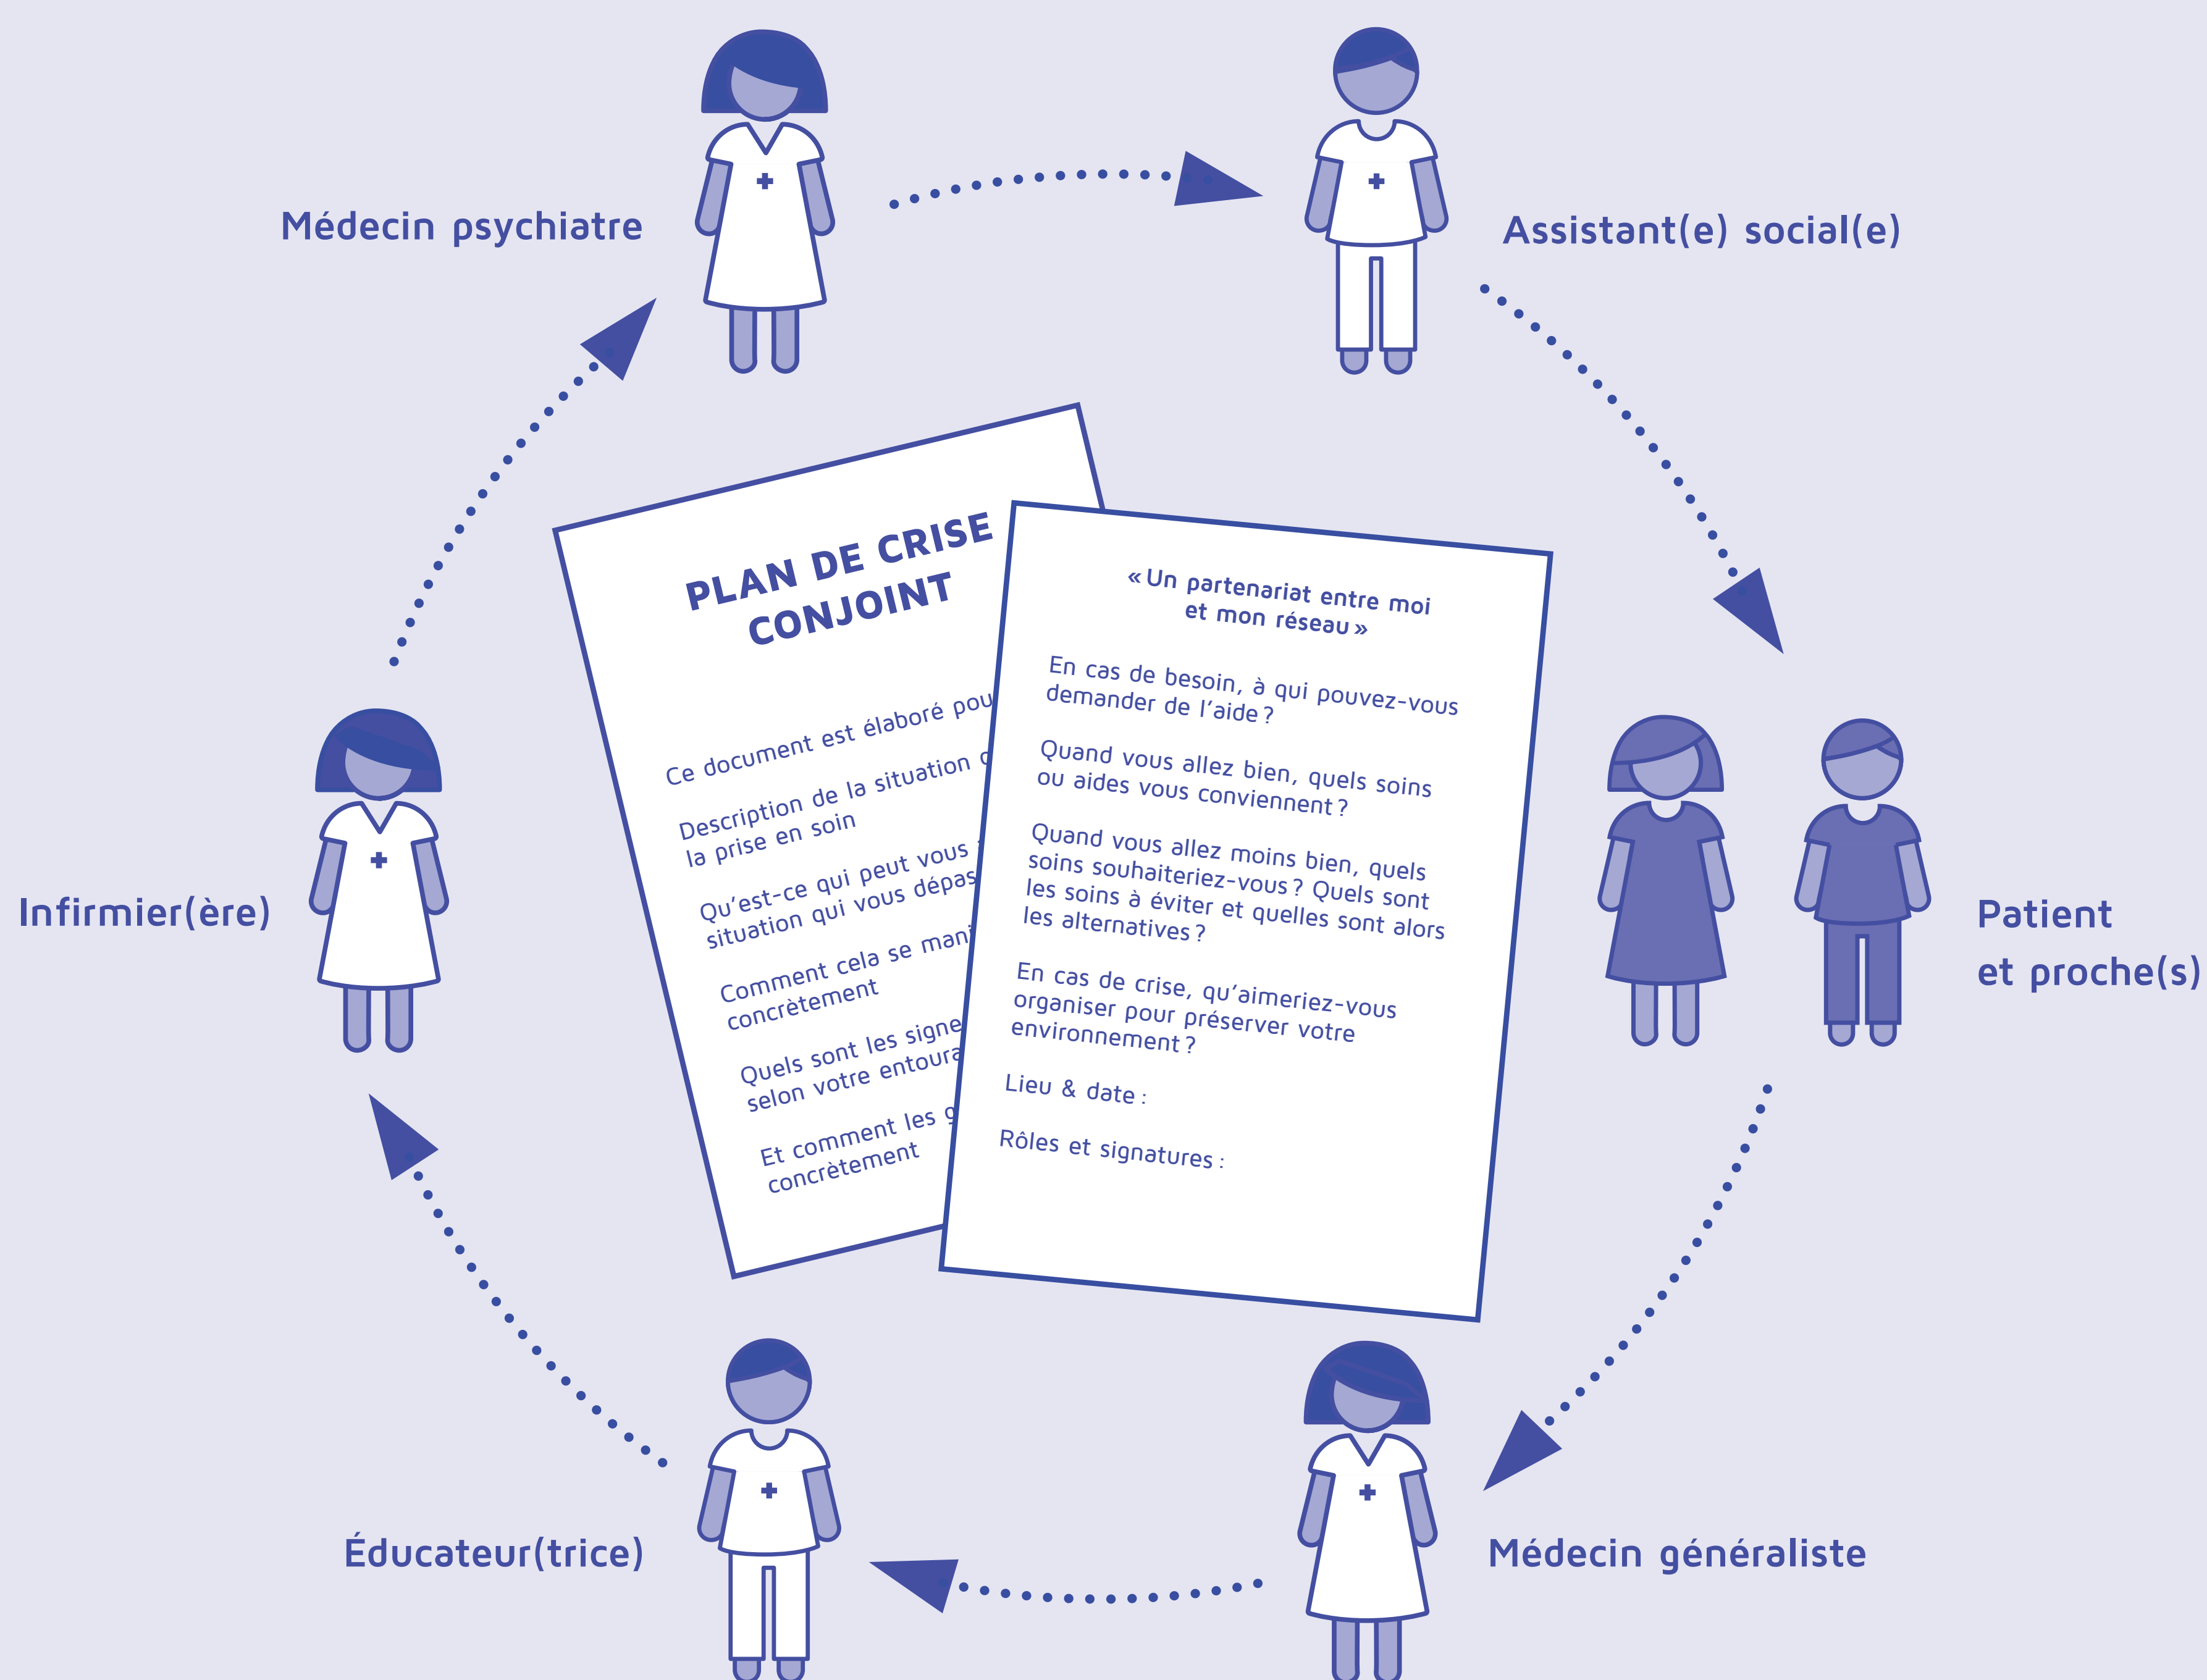 Médecin psychiatre
Assistant(e) social(e)
PLAN DE CRISE
CONJOINT
Ce document est élaboré
Description de la situation
la prise en soin
Qu’est-ce qui peut vous
situation qui vous
Comment cela se
concrètement
Quels sont les
selon votre
Et comment les
concrètement
« Un partenariat entre moi
et mon réseau »
En cas de besoin, à qui pouvez-vous
demander de l’aide ?
Quand vous allez bien, quels soins
ou aides vous conviennent ?
Quand vous allez moins bien, quels
soins souhaiteriez-vous ? Quels sont
les soins à éviter et quelles sont alors
les alternatives ?
En cas de crise, qu’aimeriez-vous
organiser pour préserver votre
environnement ?
Lieu & date :
Rôles et signatures :
Infirmier(ère)
Patient
et proche(s)
Éducateur(trice)
Médecin généraliste